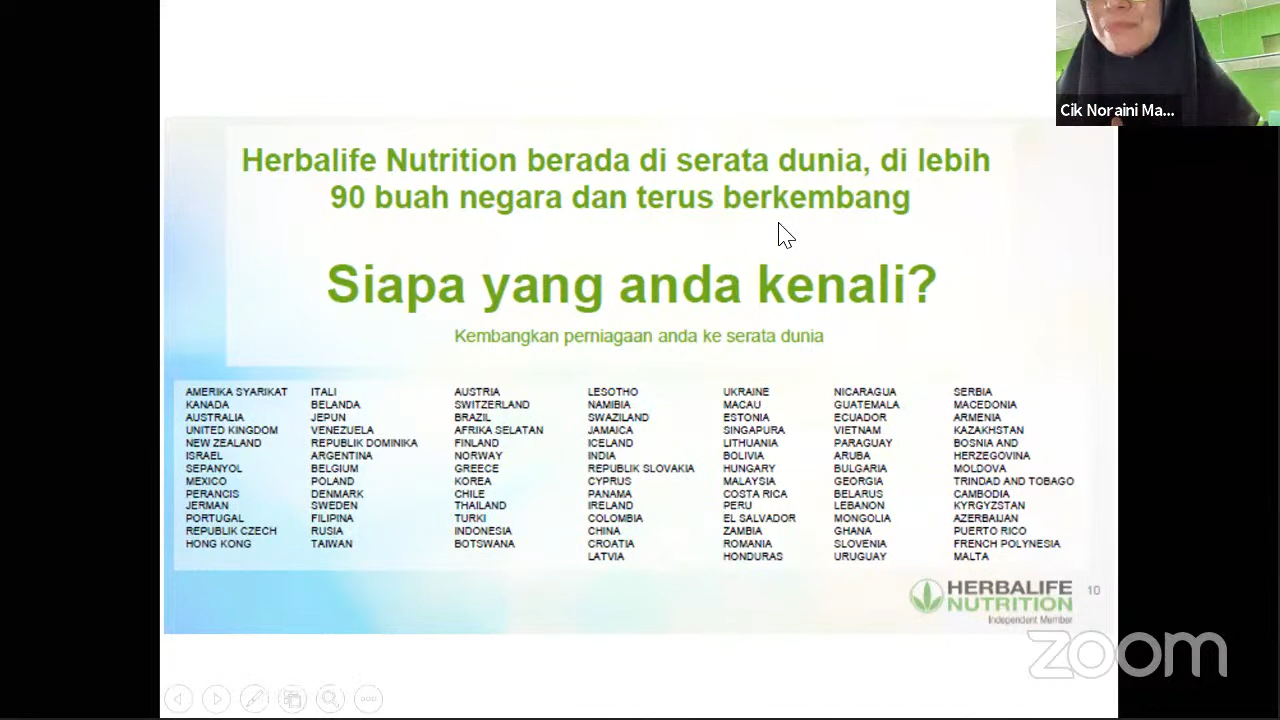 Cik Noraini Ma...
Herbalife Nutrition berada di serata dunia, di lebih
90 buah negara dan terus berkembang
Siapa yang anda kenali?
Kembangkan perniagaan anda ke serata dunia
AMERIKA SYARIKAT
KANADA
AUSTRALIA
UNITED KINGDOM
NEW ZEALAND
ISRAEL
SEPANYOL
MEXICO
PERANCIS
JERMAN
PORTUGAL
REPUBLIK CZECH
HONG KONG
ITALI
BELANDA
JEPUN
VENEZUELA
REPUBLIK DOMINIKA
ARGENTINA
BELGIUM
POLAND
DENMARK
SWEDEN
FILIPINA
RUSIA
TAIWAN
AUSTRIA
SWITZERLAND
BRAZIL
AFRIKA SELATAN
FINLAND
NORWAY
GREECE
KOREA
CHILE
THAILAND
TURKI
INDONESIA
BOTSWANA
LESOTHO
NAMIBIA
SWAZILAND
JAMAICA
ICELAND
INDIA
REPUBLIK SLOVAKIA
CYPRUS
PANAMA
IRELAND
COLOMBIA
CHINA
CROATIA
LATVIA
UKRAINE
MACAU
ESTONIA
SINGAPURA
LITHUANIA
BOLIVIA
HUNGARY
MALAYSIA
COSTA RICA
PERU
EL SALVADOR
ZAMBIA
ROMANIA
HONDURAS
NICARAGUA
GUATEMALA
ECUADOR
VIETNAM
PARAGUAY
ARUBA
BULGARIA
GEORGIA
BELARUS
LEBANON
MONGOLIA
GHANA
SLOVENIA
URUGUAY
SERBIA
MACEDONIA
ARMENIA
KAZAKHSTAN
BOSNIA AND
HERZEGOVINA
MOLDOVA
TRINDAD AND TOBAGO
CAMBODIA
KYRGYZSTAN
AZERBAIJAN
PUERTO RICO
FRENCH POLYNESIA
MALTA
HERBALIFE
NUTRITION
Independent Member
10
zoom